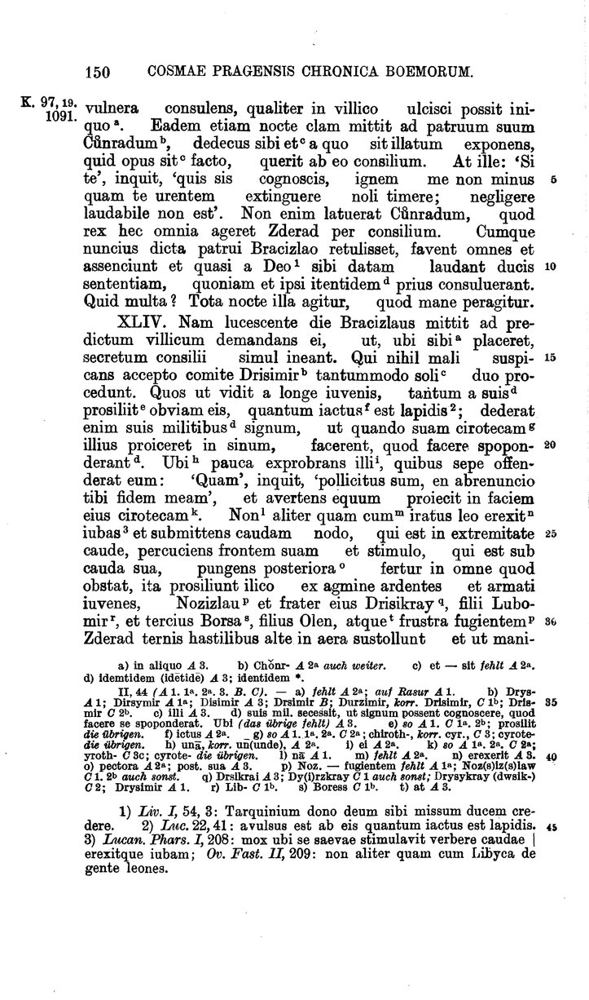 150 COSMAE PRAGENSIS CHRONICA BOEMORUM.
K. 97, 19. vulnera consulens, qualiter in villico ulcisci possit ini-
1091. quo a. Eadem etiam nocte clam mittit ad patruum suum
Cůnradum b, dedecus sibi et c a quo sit illatum exponens,
quid opus sit c facto, querit ab eo consilium. At ille: ‘Si
te’, inquit, ‘quis sis cognoscis, ignem me non minus 5
quam te urentem extinguere noli timere; negligere
laudabile non est’. Non enim latuerat Cůnradum, quod
rex hec omnia ageret Zderad per consilium. Cumque
nuncius dicta patrui Bracizlao retulisset, favent omnes et
assenciunt et quasi a Deo 1 sibi datam laudant ducis 10
sententiam, quoniam et ipsi itentidem d prius consuluerant.
Quid multa? Tota nocte illa agitur, quod mane peragitur.
XLIV. Nam lucescente die Bracizlaus mittit ad pre-
dictum villicum demandans ei, ut, ubi sibi a placeret,
secretum consilii simul ineant. Qui nihil mali suspi- 15
cans accepto comite Drisimir b tantummodo soli c duo pro-
cedunt. Quos ut vidit a longe iuvenis, tantum a suis d
prosiliit e obviam eis, quantum iactus f est lapidis 2; dederat
enim suis militibus d signum, ut quando suam cirotecam g
illius proiceret in sinum, facerent, quod facere spopon- 20
derant d. Ubi h pauca exprobrans illi i, quibus sepe offen-
derat eum: ‘Quam’, inquit, ‘pollicitus sum, en abrenuncio
tibi fidem meam’, et avertens equum proiecit in faciem
eius cirotecam k. Non l aliter quam cum m iratus leo erexit n
iubas 3 et submittens caudam nodo, qui est in extremitate 25
caude, percuciens frontem suam et stimulo, qui est sub
cauda sua, pungens posteriora o fertur in omne quod
obstat, ita prosiliunt ilico ex agmine ardentes et armati
iuvenes, Nozizlau p et frater eius Drisikray q, filii Lubo-
mir r, et tercius Borsa s, filius Olen, atque t frustra fugientem p 30
Zderad ternis hastilibus alte in aera sustollunt et ut mani-
a) in aliquo A 3. b) Chǒnr- A 2a auch weiter. c) et — sit fehlt A 2a.
d) idemtidem (idētidē) A 3; identidem *.
II, 44 (A 1. 1a. 2a. 3. B. C). — a) fehlt A 2a; auf Rasur A 1. b) Drys-
A 1; Dirsymir A 1a; Disimir A 3; Drsimir B; Durzimir, korr. Drisimir, C 1b; Dris- 35
mir C 2b. c) illi A 3. d) suis mil. secessit, ut signum possent cognoscere, quod
facere se spoponderat. Ubi (das übrige fehlt) A 3. e) so A 1. C 1a. 2b; prosilit
die übrigen. f) ictus A 2a. g) so A 1. 1a. 2a. C 2a; chiroth-, korr. cyr., C 3; cyrote-
die übrigen. h) unā, korr. un(unde), A 2a. i) ei A 2a. k) so A 1a. 2a. C 2a;
yroth- C 3c; cyrote- die übrigen. l) nā A 1. m) fehlt A 2a. n) erexerit A 3. 40
o) pectora A 2a; post. sua A 3. p) Noz. — fugientem fehlt A 1a; Noz(s)iz(s)law
C 1. 2b auch sonst. q) Drsikrai A 3; Dy(i)rzkray C 1 auch sonst; Drysykray (dwsik-)
C 2; Drysimir A 1. r) Lib- C 1b. s) Boress C 1b. t) at A 3.
1) Liv. I, 54, 3: Tarquinium dono deum sibi missum ducem cre-
dere. 2) Luc. 22, 41: avulsus est ab eis quantum iactus est lapidis. 45
3) Lucan. Phars. I, 208: mox ubi se saevae stimulavit verbere caudae |
erexitque iubam; Ov. Fast. II, 209: non aliter quam cum Libyca de
gente leones.